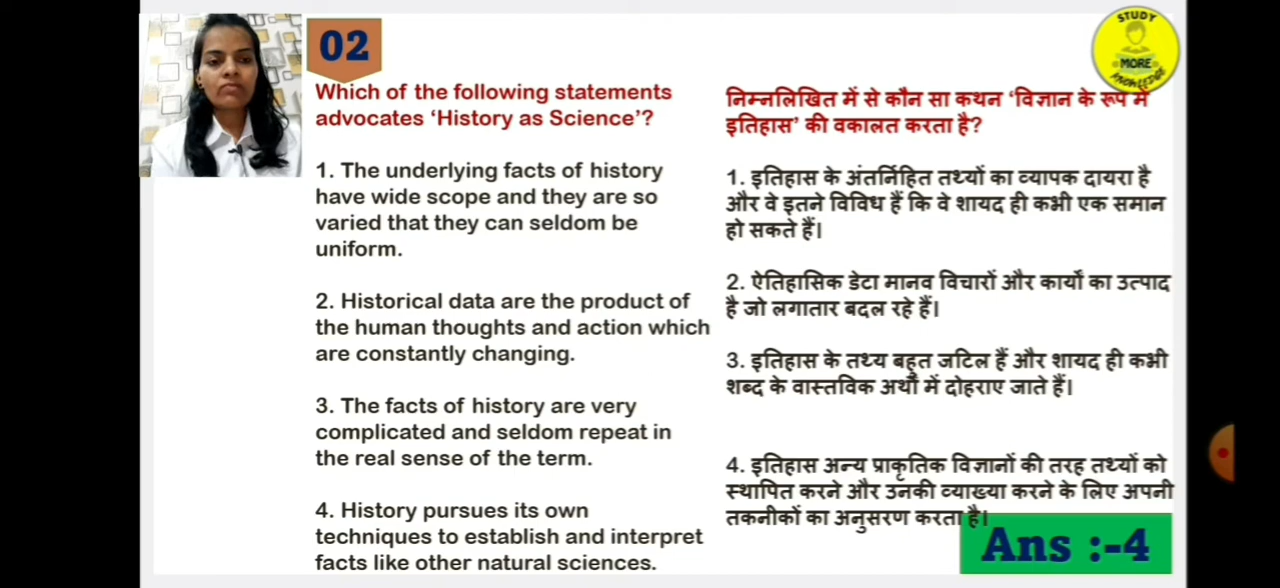 02
Which of the following statements
advocates ‘History as Science’?
1. The underlying facts of history
have wide scope and they are so
varied that they can seldom be
uniform.
2. Historical data are the product of
the human thoughts and action which
are constantly changing.
3. The facts of history are very
complicated and seldom repeat in
the real sense of the term.
4. History pursues its own
techniques to establish and interpret
facts like other natural sciences.
STUDY
MORE
KNOWLEDGE
निम्नलिखित में से कौन सा कथन ‘विज्ञान के रूप में
इतिहास’ की वकालत करता है?
1. इतिहास के अंतर्निहित तथ्यों का व्यापक दायरा है
और वे इतने विविध हैं कि वे शायद ही कभी एक समान
हो सकते हैं।
2. ऐतिहासिक डेटा मानव विचारों और कार्यों का उत्पाद
है जो लगातार बदल रहे हैं।
3. इतिहास के तथ्य बहुत जटिल हैं और शायद ही कभी
शब्द के वास्तविक अर्थों में दोहराए जाते हैं।
4. इतिहास अन्य प्राकृतिक विज्ञानों की तरह तथ्यों को
स्थापित करने और उनकी व्याख्या करने के लिए अपनी
तकनीकों का अनुसरण करता है।
Ans :-4